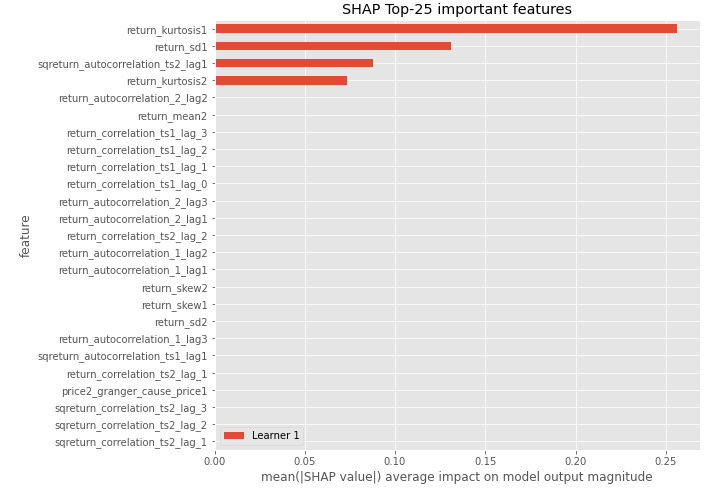 SHAP Top-25 important features
return_kurtosis1
return_sd1
sqreturn_autocorrelation_ts2_lag1
return_kurtosis2
return_autocorrelation_2_lag2
return_mean2
return_correlation_ts1_lag_3
return_correlation_ts1_lag_2
return_correlation_ts1_lag_1
return_correlation_ts1_lag_0
return_autocorrelation_2_lag3
return_autocorrelation_2_lag1
return_correlation_ts2_lag_2
return_autocorrelation_1_lag2
return_autocorrelation_1_lag1
return_skew2
return_skew1
return_sd2
return_autocorrelation_1_lag3
sqreturn_autocorrelation_ts1_lag1
return_correlation_ts2_lag_1
price2_granger_cause_price1
sqreturn_correlation_ts2_lag_3
sqreturn_correlation_ts2_lag_2
sqreturn_correlation_ts2_lag_1
feature
Learner 1
0.00 0.05 0.10 0.15 0.20 0.25
mean(|SHAP value|) average impact on model output magnitude